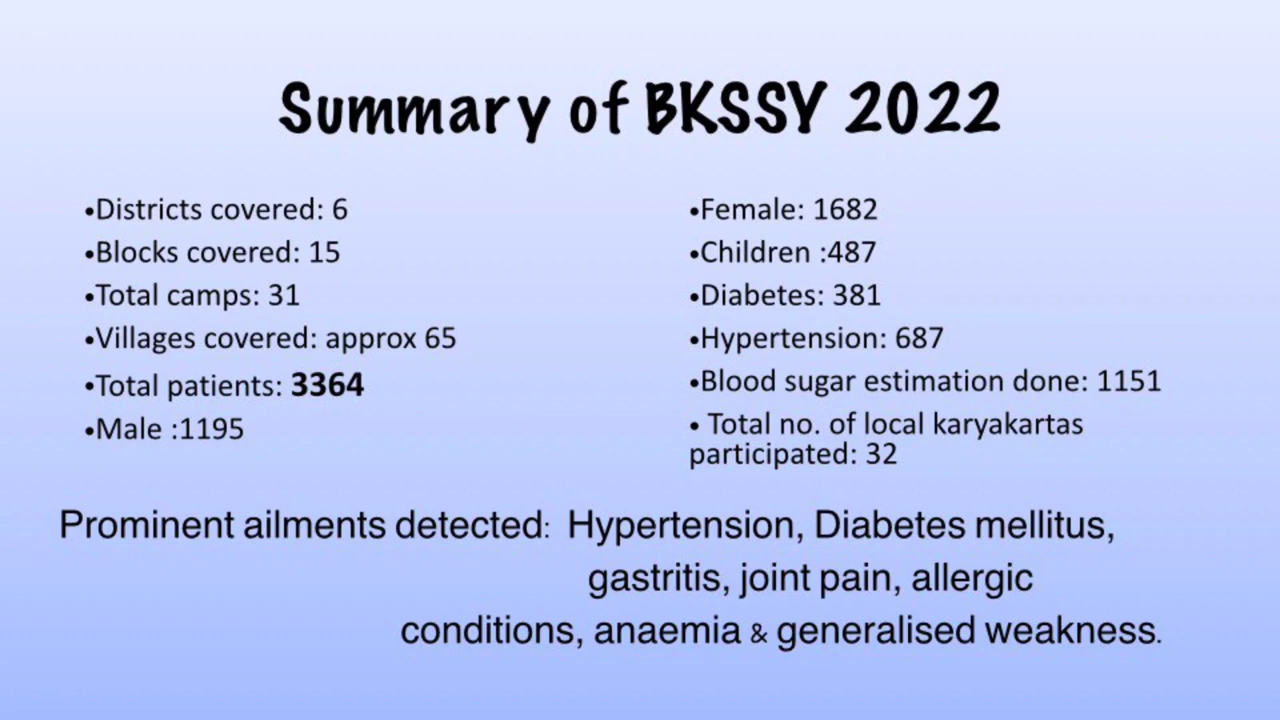 Summary of BKSSY 2022
•Districts covered: 6
•Blocks covered: 15
•Total camps: 31
•Villages covered: approx 65
•Total patients: 3364
•Male :1195
•Female: 1682
•Children :487
•Diabetes: 381
•Hypertension: 687
•Blood sugar estimation done: 1151
• Total no. of local karyakartas
participated: 32
Prominent ailments detected: Hypertension, Diabetes mellitus,
gastritis, joint pain, allergic
conditions, anaemia & generalised weakness.